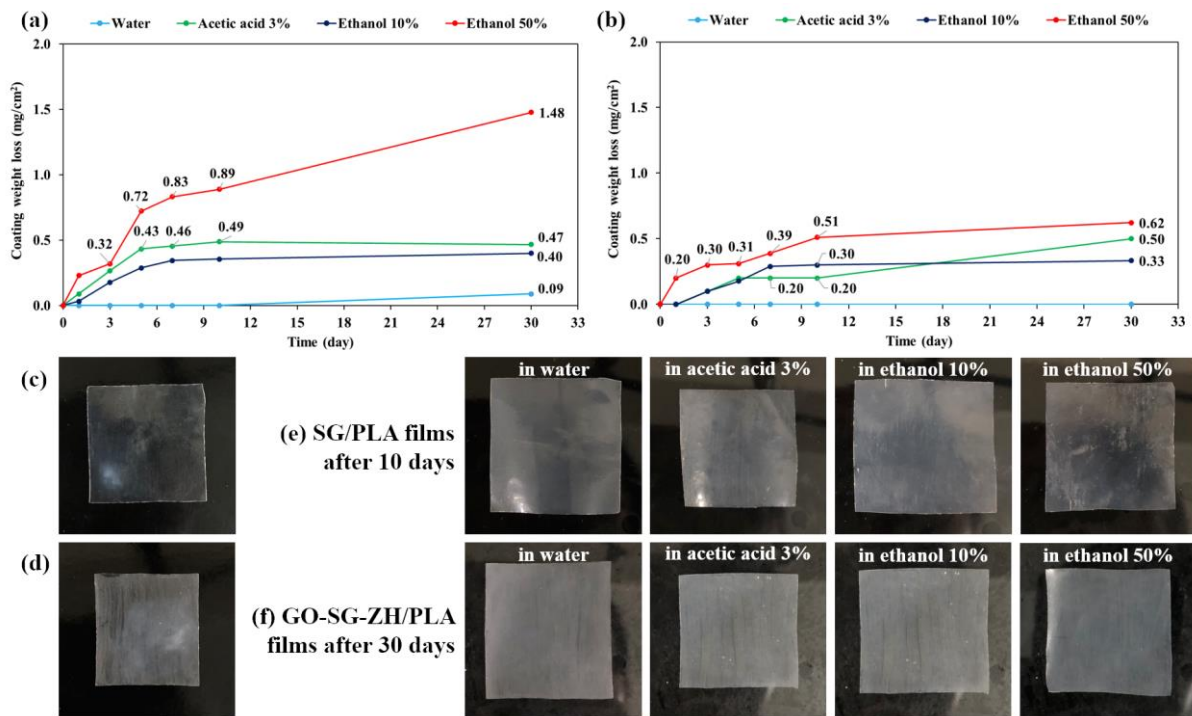 (a)
Water Acetic acid 3% Ethanol 10% Ethanol 50%
2.0
1.5
1.0
0.5
0.0
Coating weight loss (mg/cm²)
0.32
0.72
0.83
0.89
1.48
0.43
0.46
0.49
0.47
0.40
0.09
0 3 6 9 12 15 18 21 24 27 30 33
Time (day)
(b)
Water Acetic acid 3% Ethanol 10% Ethanol 50%
2.0
1.5
1.0
0.5
0.0
Coating weight loss (mg/cm²)
0.20
0.30
0.31
0.39
0.51
0.62
0.50
0.30
0.33
0.20
0.20
0 3 6 9 12 15 18 21 24 27 30 33
Time (day)
(c)
(e) SG/PLA films
after 10 days
in water
in acetic acid 3%
in ethanol 10%
in ethanol 50%
(d)
(f) GO-SG-ZH/PLA
films after 30 days
in water
in acetic acid 3%
in ethanol 10%
in ethanol 50%